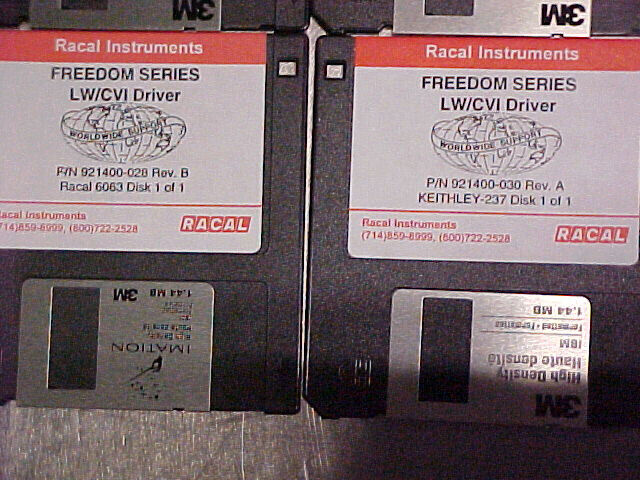 3M
3M
Racal Instruments
FREEDOM SERIES
LW/CVI Driver
WORLDWIDE SUPPORT
P/N 921400-028 Rev. B
Racal 6063 Disk 1 of 1
Racal Instruments
(714)859-8999, (800)722-2528
RACAL
Racal Instruments
FREEDOM SERIES
LW/CVI Driver
WORLDWIDE SUPPORT
P/N 921400-030 Rev. A
KEITHLEY-237 Disk 1 of 1
Racal Instruments
(714)859-8999, (800)722-2528
RACAL
3M 1.44 MB
IMATION
3M
High Density
Haute densité
IBM
Formatted • Formatée
1.44 MB